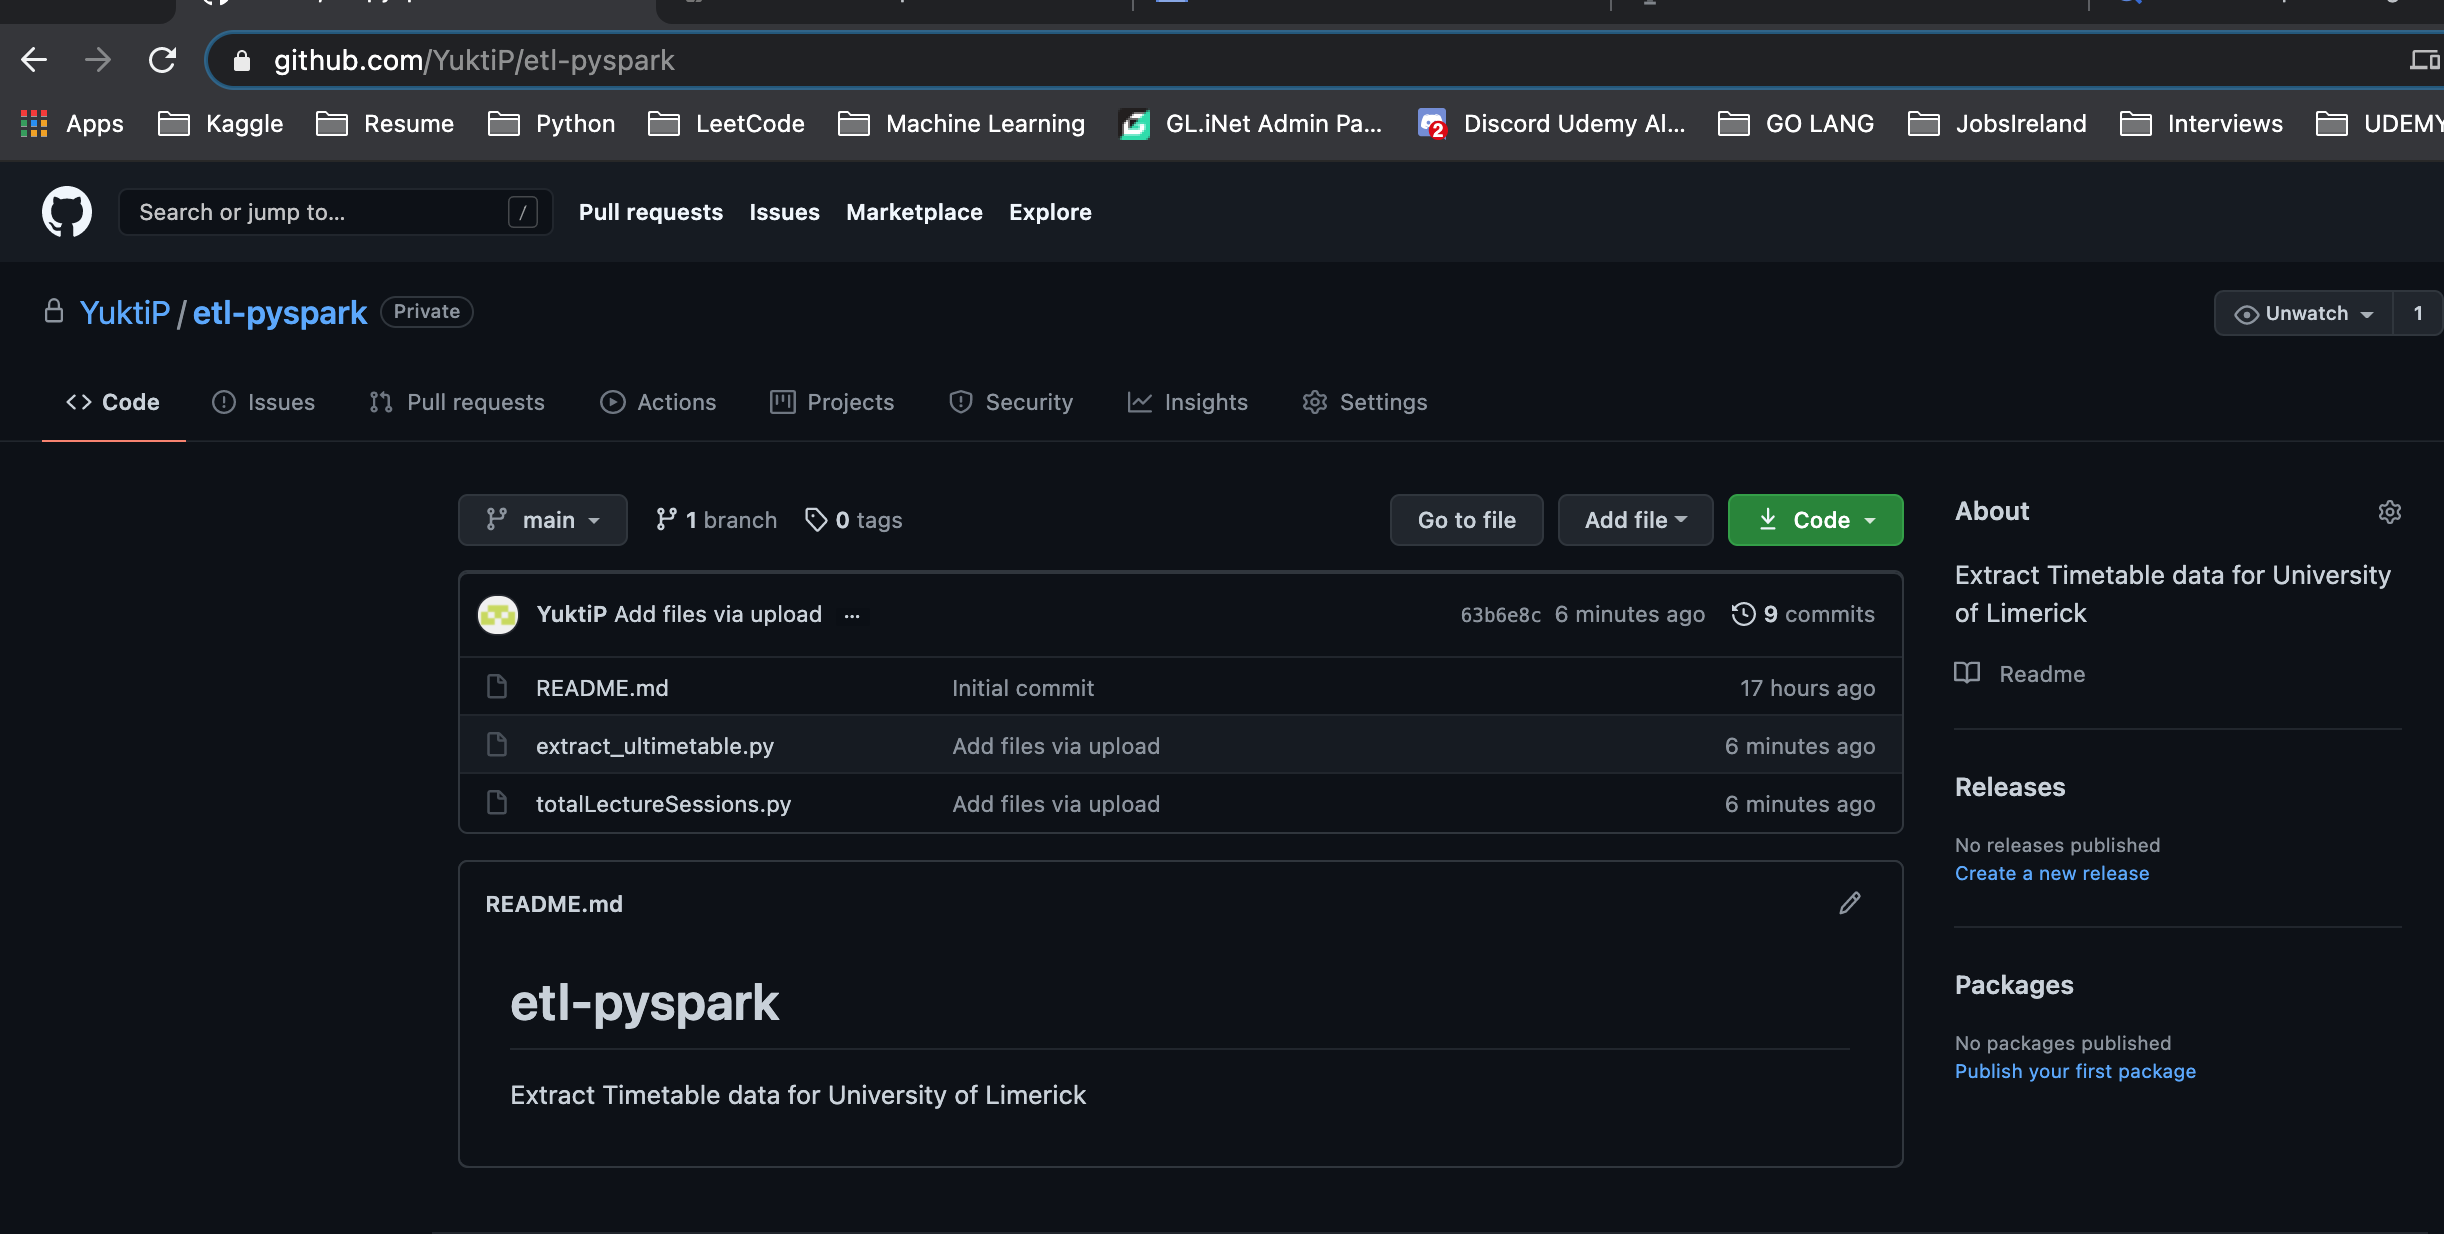 github.com/YuktiP/etl-pyspark
Apps Kaggle Resume Python LeetCode Machine Learning GL.iNet Admin Pa... 2 Discord Udemy Al... GO LANG JobsIreland Interviews UDEMY
Search or jump to... / Pull requests Issues Marketplace Explore
YuktiP / etl-pyspark Private Unwatch 1
Code Issues Pull requests Actions Projects Security Insights Settings
main 1 branch 0 tags Go to file Add file Code
YuktiP Add files via upload ... 63b6e8c 6 minutes ago 9 commits
README.md Initial commit 17 hours ago
extract_ultimetable.py Add files via upload 6 minutes ago
totalLectureSessions.py Add files via upload 6 minutes ago
README.md
etl-pyspark
Extract Timetable data for University of Limerick
About
Extract Timetable data for University
of Limerick
Readme
Releases
No releases published
Create a new release
Packages
No packages published
Publish your first package